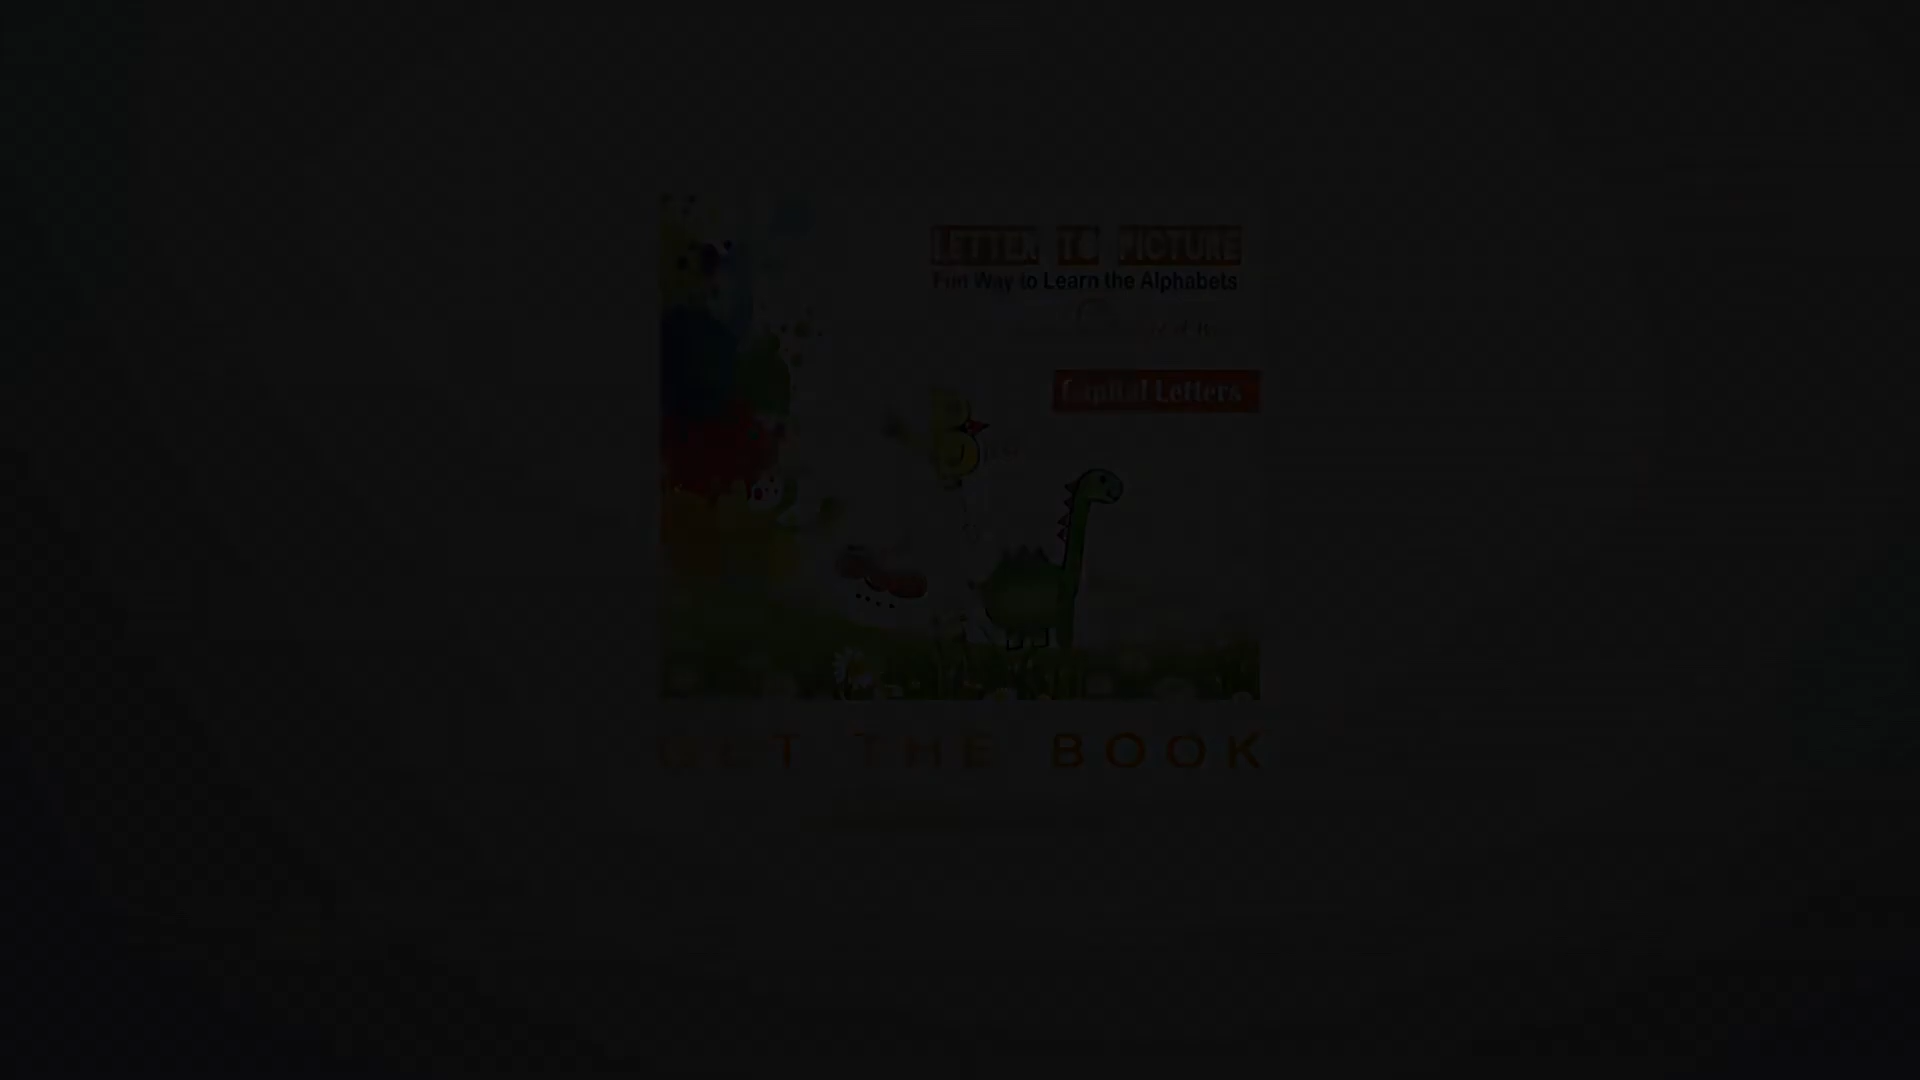 LETTER TO PICTURE
Fun Way to Learn the Alphabets
Capital Letters
GET THE BOOK